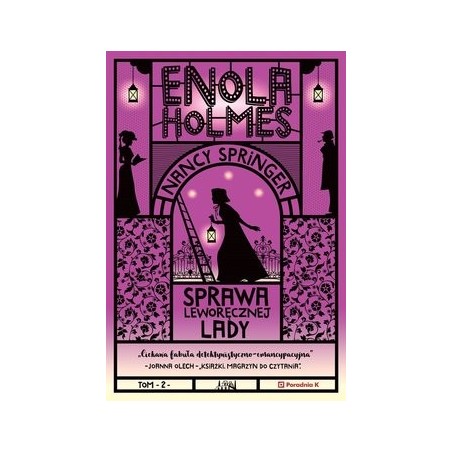 ENOLA
HOLMES
NANCY SPRINGER
SPRAWA
LEWORĘCZNEJ
LADY
„Ciekawa fabuła detektywistyczno-emancypacyjna"
-JOANNA OLECH-„KSIĄŻKI. MAGAZYN DO CZYTANIA".
TOM - 2 -
Poradnia K